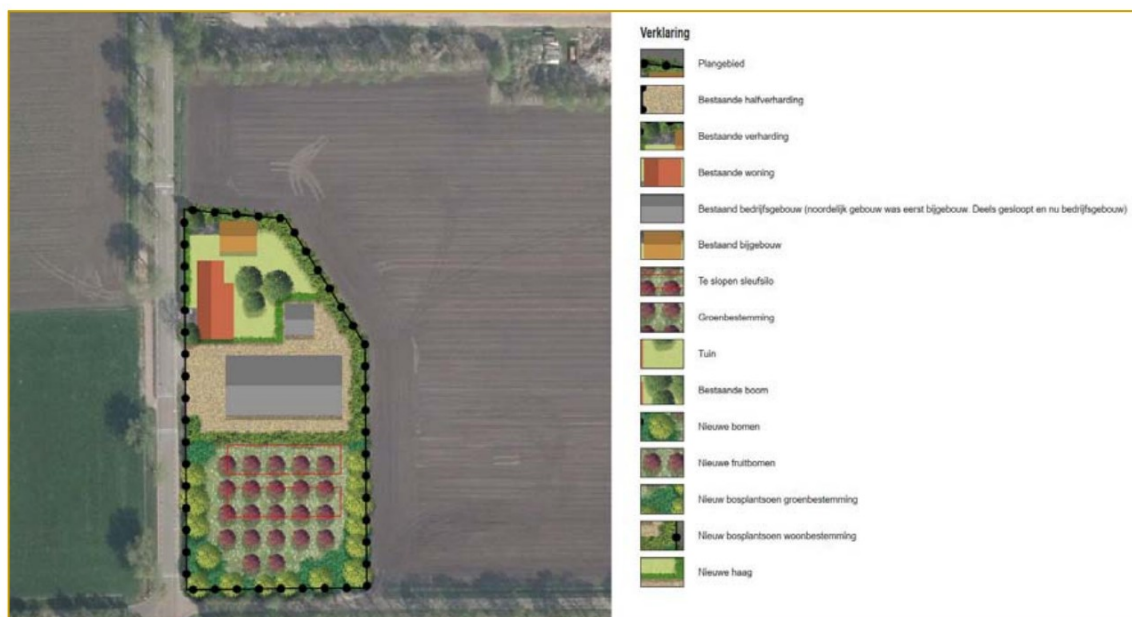 Verklaring
Plangebied
Bestaande halfverharding
Bestaande verharding
Bestaande woning
Bestaand bedrijfsgebouw (noordelijk gebouw was eerst bijgebouw. Deels gesloopt en nu bedrijfsgebouw)
Bestaand bijgebouw
Te slopen sleufsilo
Groenbestemming
Tuin
Bestaande boom
Nieuwe bomen
Nieuwe fruitbomen
Nieuw bosplantsoen groenbestemming
Nieuw bosplantsoen woonbestemming
Nieuwe haag